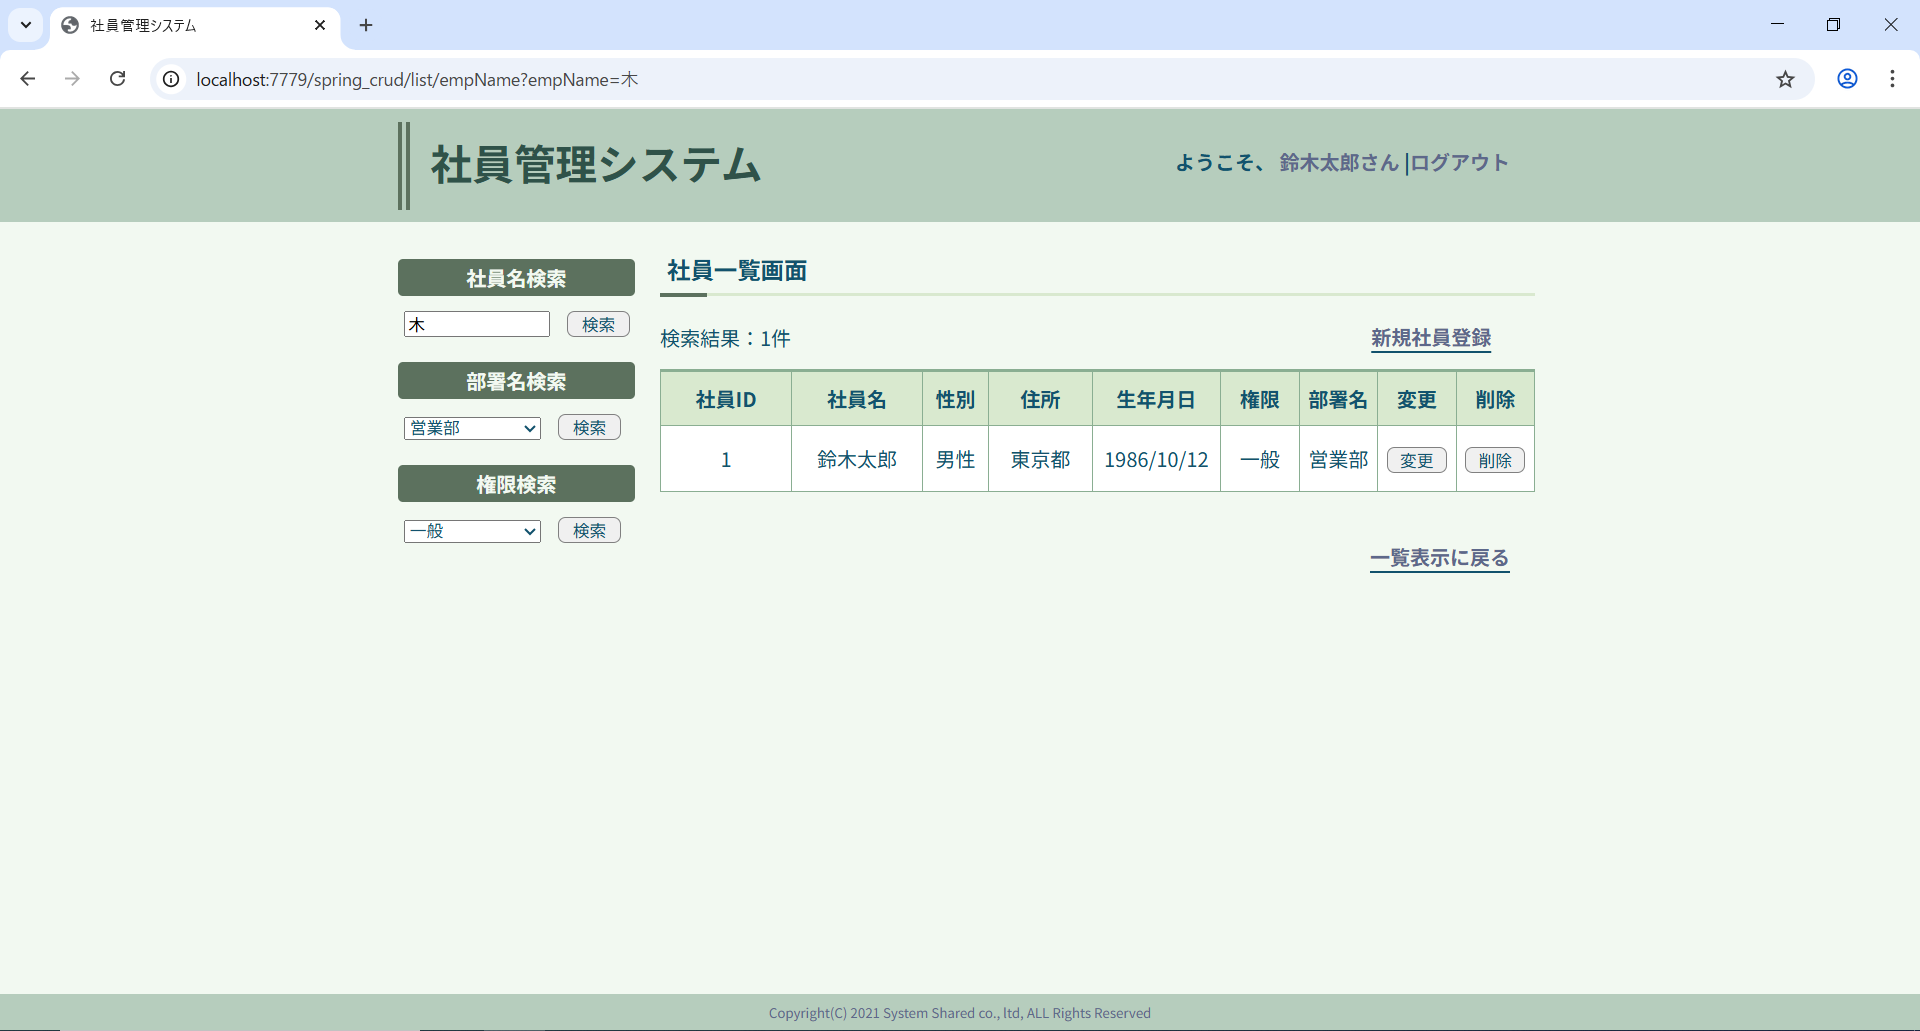 社員管理システム
localhost:7779/spring_crud/list/empName?empName=木
社員管理システム
ようこそ、 鈴木太郎さん |ログアウト
社員名検索
木 検索
部署名検索
営業部 検索
権限検索
一般 検索
社員一覧画面
検索結果：1件
新規社員登録
社員ID 社員名 性別 住所 生年月日 権限 部署名 変更 削除
1 鈴木太郎 男性 東京都 1986/10/12 一般 営業部 変更 削除
一覧表示に戻る
Copyright(C) 2021 System Shared co., ltd, ALL Rights Reserved